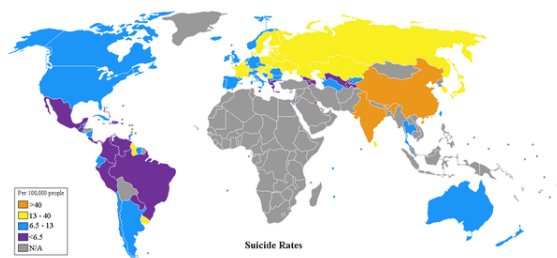 Per 100,000 people
>40
13 - 40
6.5 - 13
<6.5
N/A
Suicide Rates